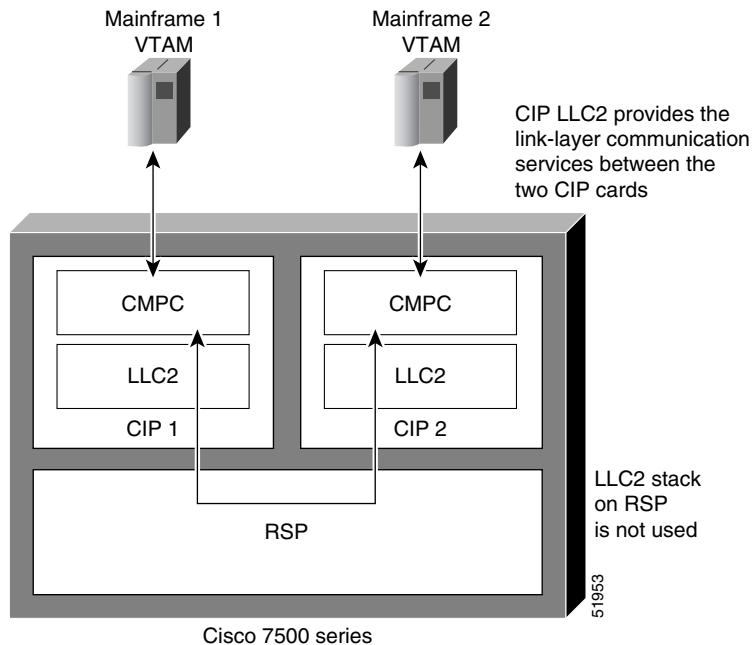 Mainframe 1
VTAM
Mainframe 2
VTAM
CIP LLC2 provides the
link-layer communication
services between the
two CIP cards
CMPC
CMPC
LLC2
LLC2
CIP 1
CIP 2
RSP
LLC2 stack
on RSP
is not used
51953
Cisco 7500 series